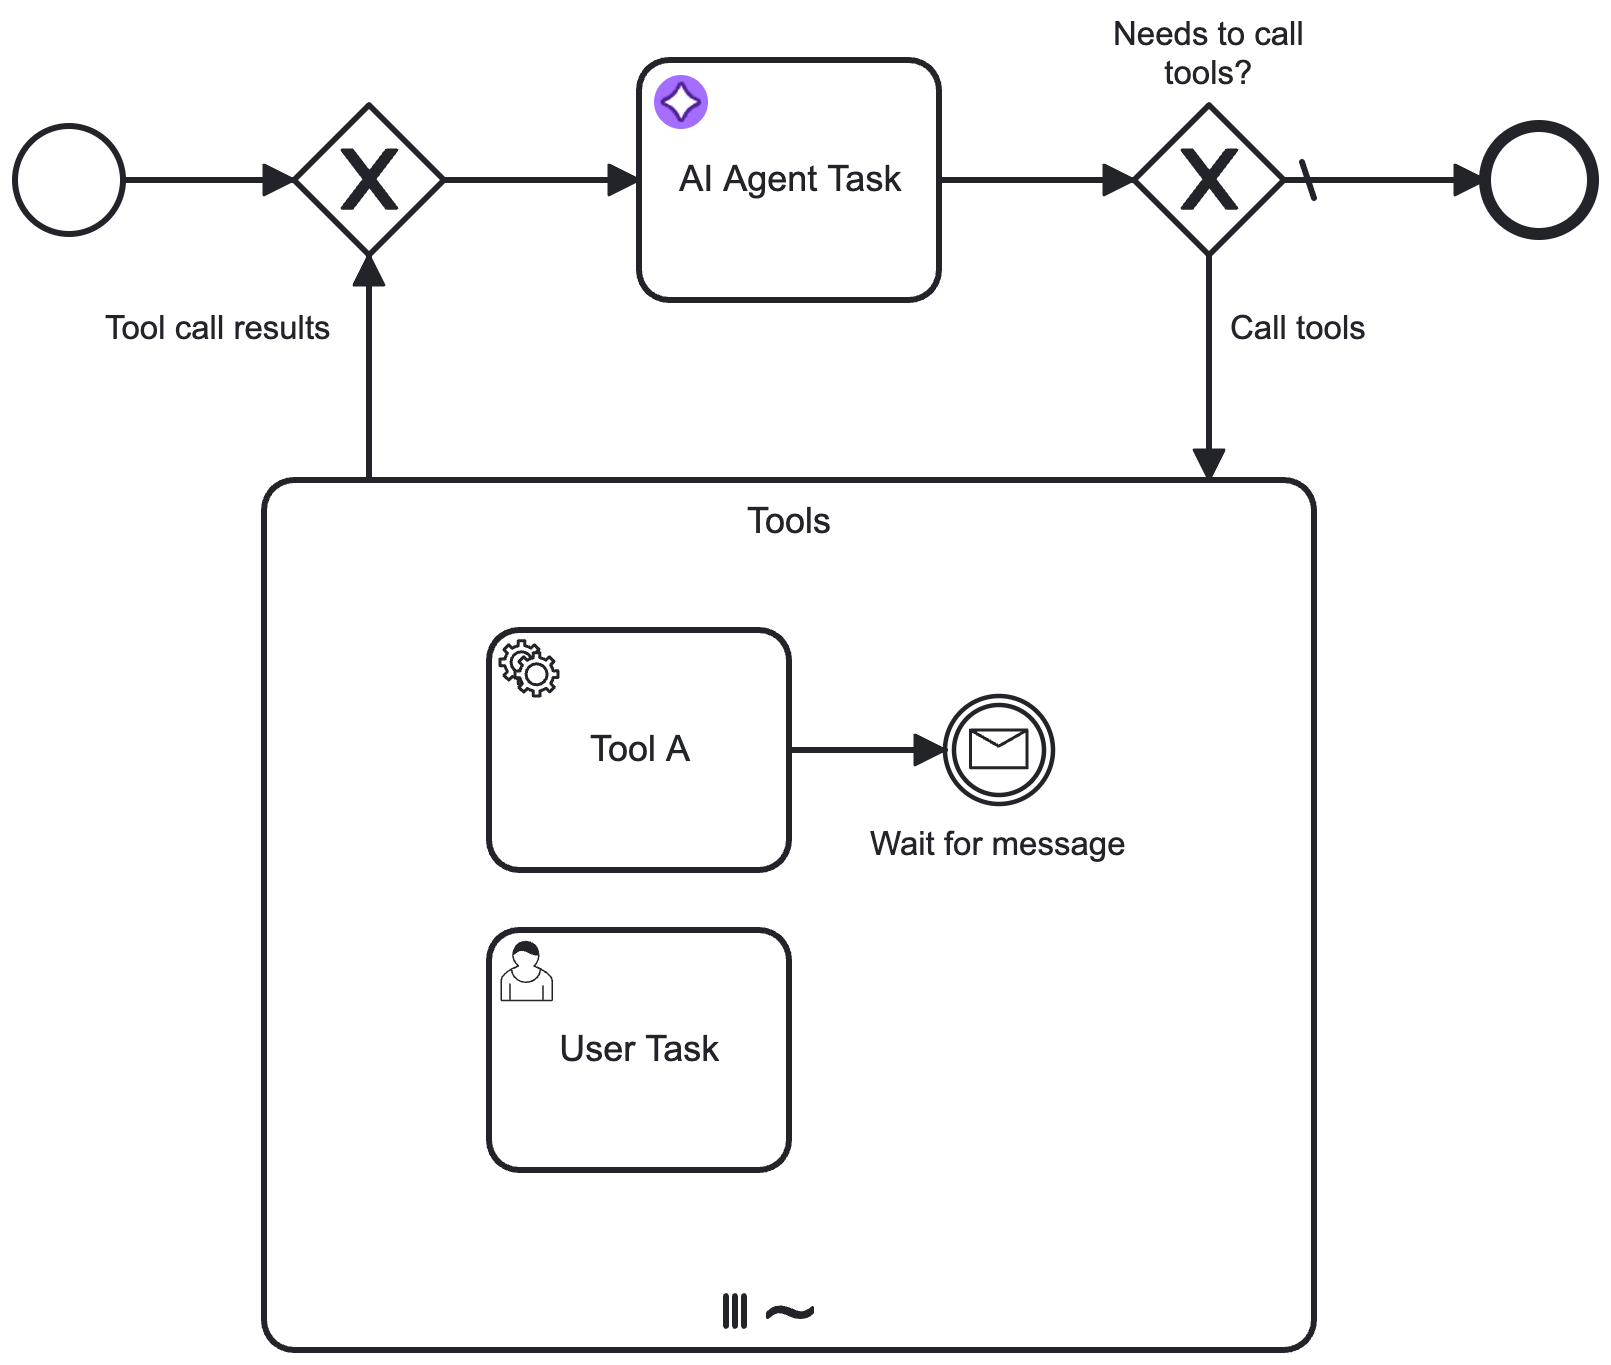 Needs to call
tools?
AI Agent Task
Tool call results
Call tools
Tools
Tool A
Wait for message
User Task